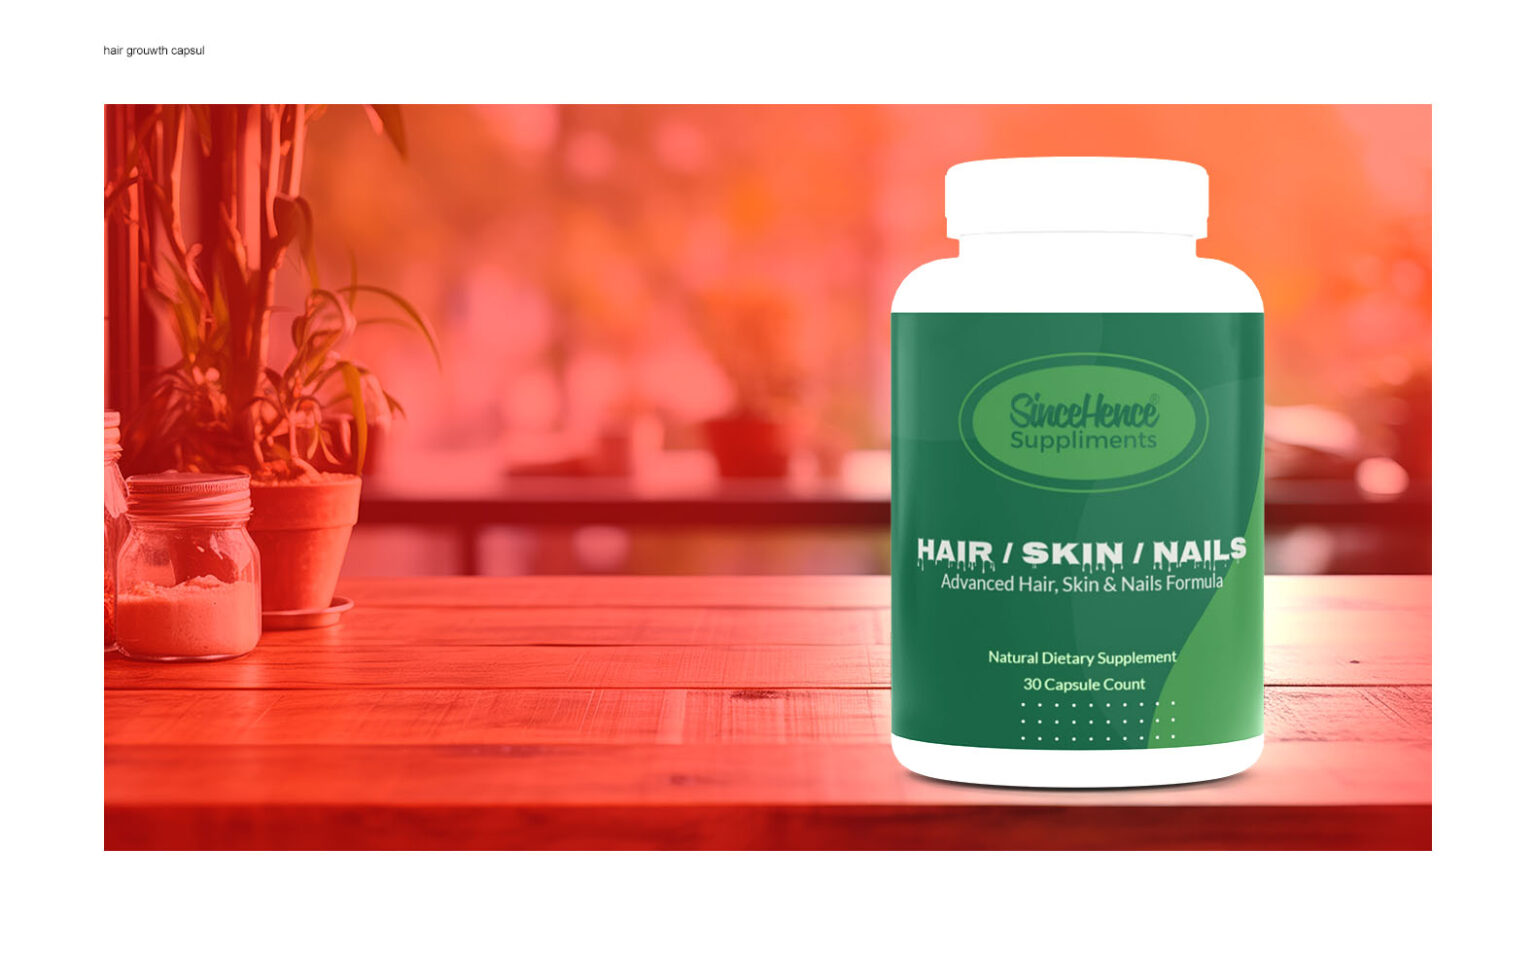 hair grouwth capsul
SinceHence®
Suppliments
HAIR / SKIN / NAILS
Advanced Hair, Skin & Nails Formula
Natural Dietary Supplement
30 Capsule Count